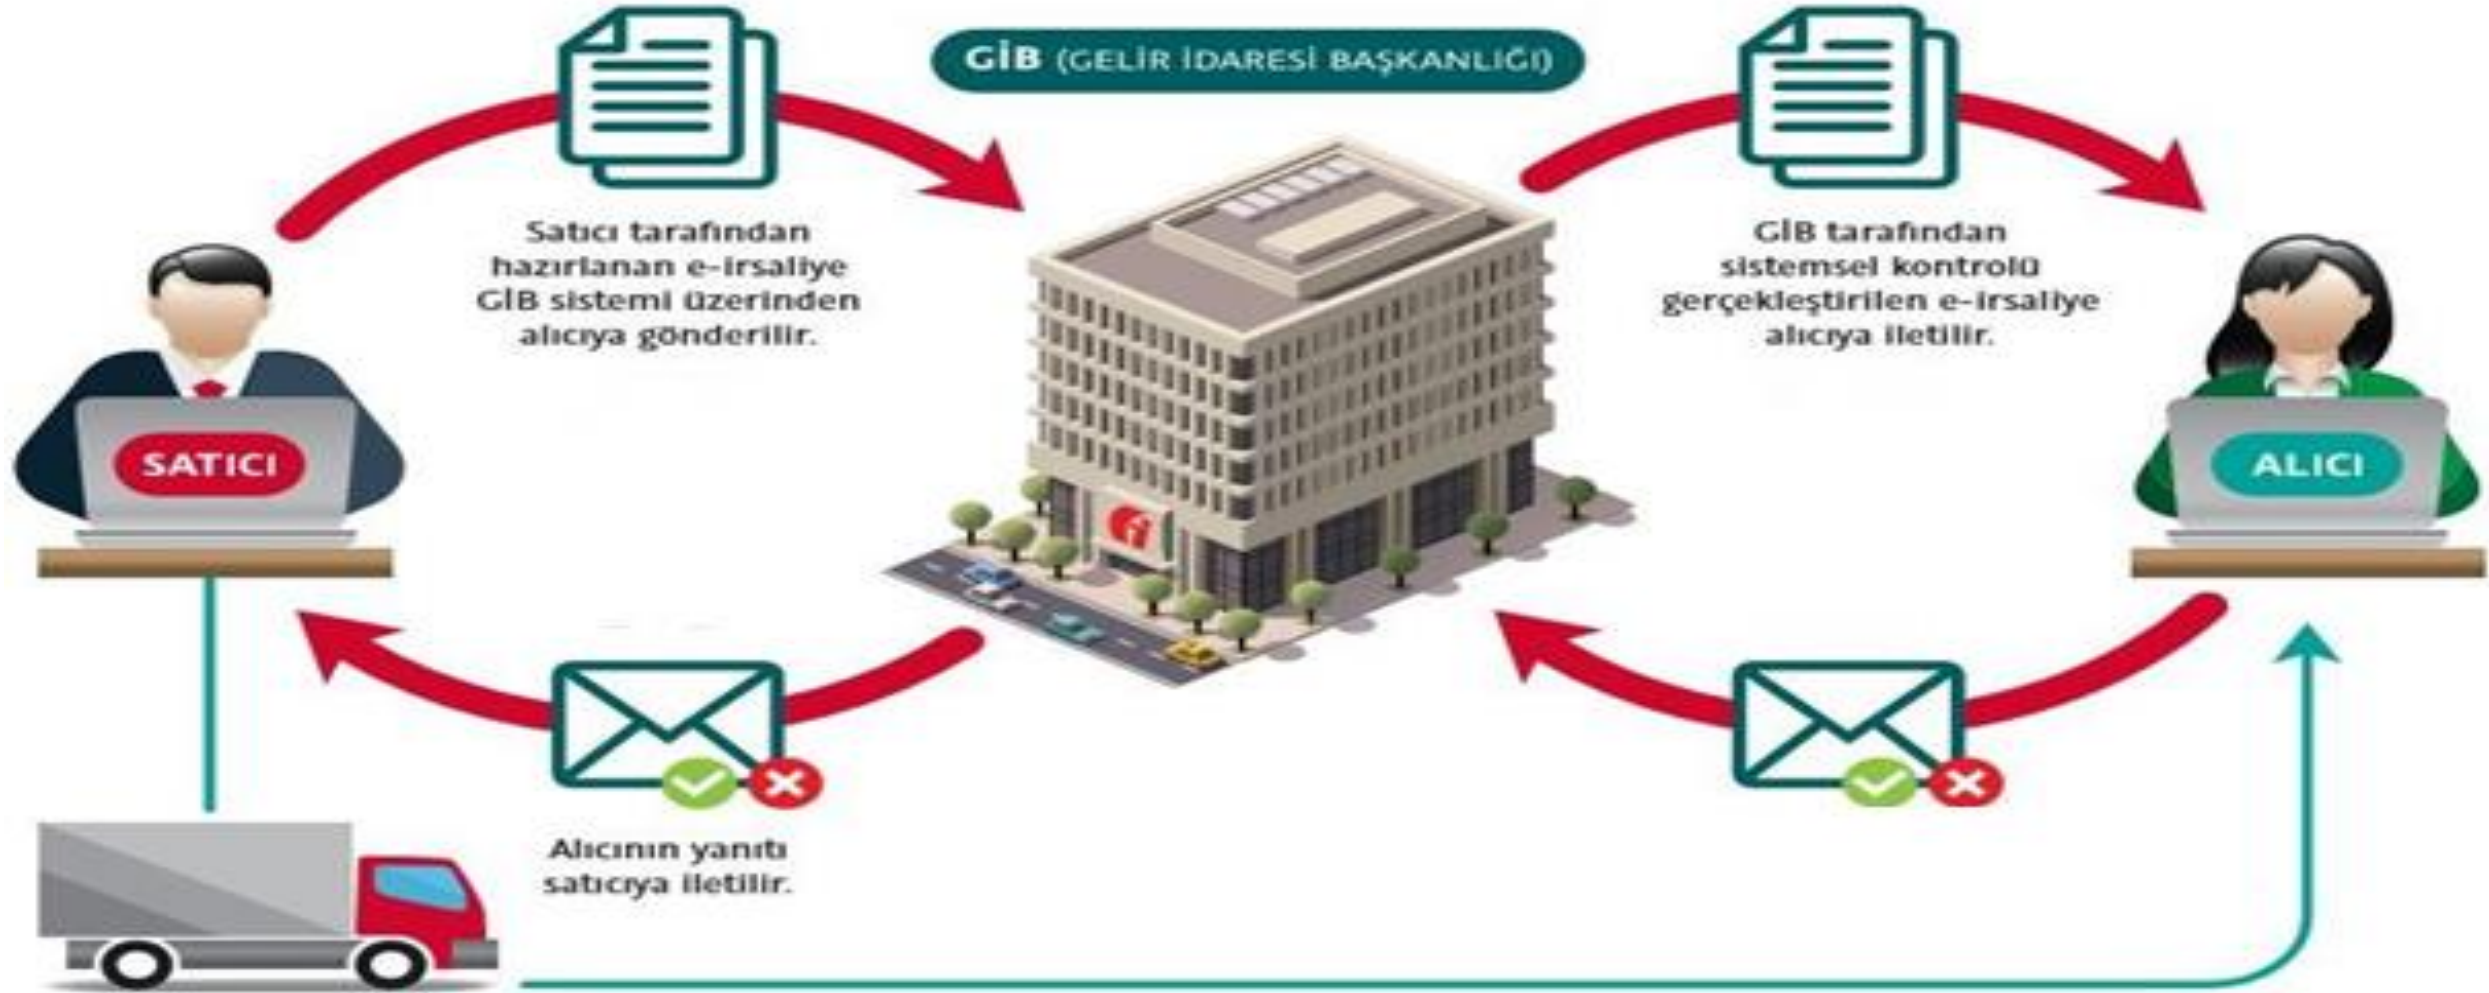 GİB (GELİR İDARESİ BAŞKANLIĞI)
Satıcı tarafından
hazırlanan e-irsaliye
GİB sistemi üzerinden
alıcıya gönderilir.
GİB tarafından
sistemsel kontrolü
gerçekleştirilen e-irsaliye
alıcıya iletilir.
SATICI
ALICI
Alıcının yanıtı
satıcıya iletilir.